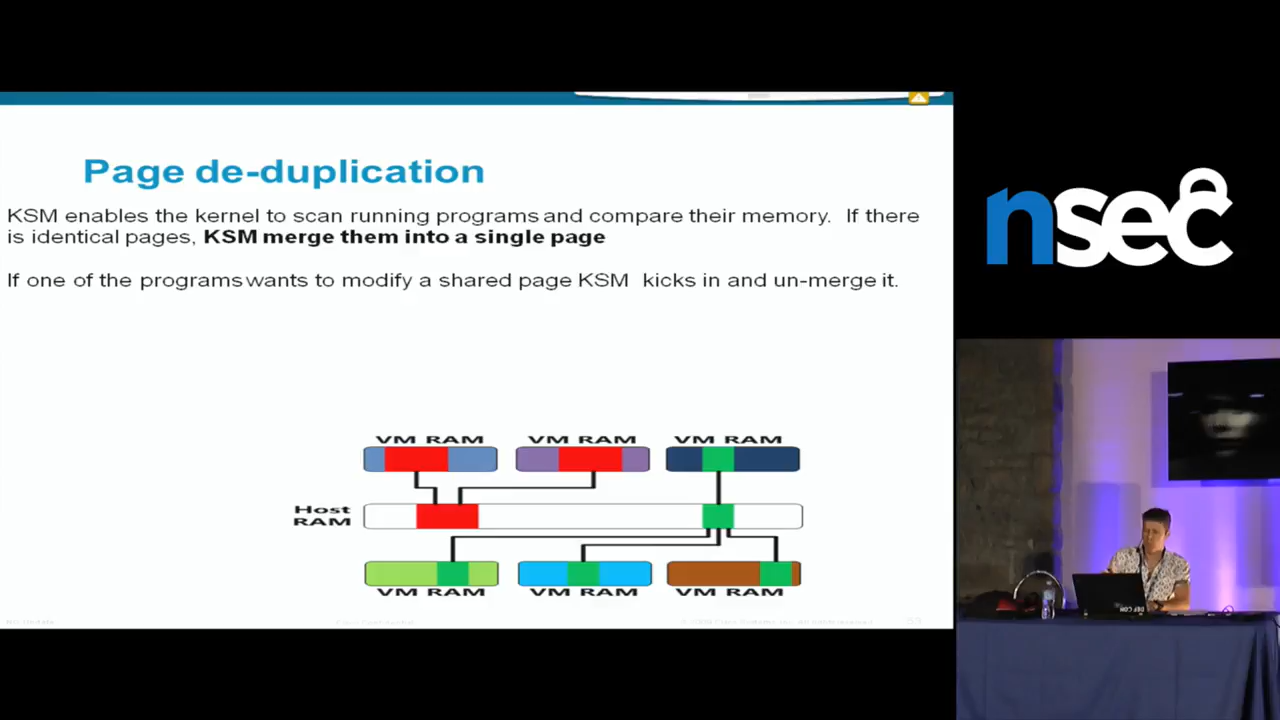 Page de-duplication
KSM enables the kernel to scan running programs and compare their memory.  If there
is identical pages, KSM merge them into a single page
If one of the programs wants to modify a shared page KSM  kicks in and un-merge it.
VM RAM
VM RAM
VM RAM
Host
RAM
VM RAM
VM RAM
VM RAM
nsec
DEF CON